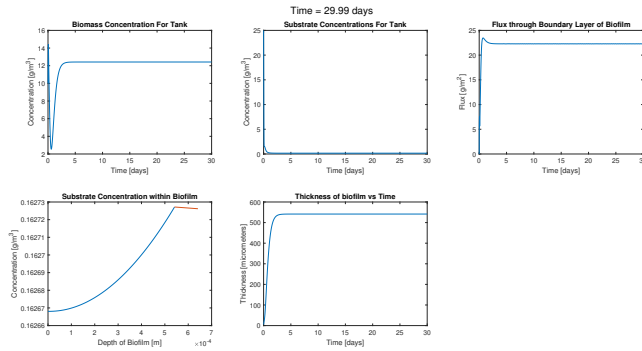 Time = 29.99 days
Biomass Concentration For Tank
Concentration [g/m³]
16
14
12
10
8
6
4
2
0 5 10 15 20 25 30
Time [days]
Substrate Concentrations For Tank
Concentration [g/m³]
25
20
15
10
5
0
0 5 10 15 20 25 30
Time [days]
Flux through Boundary Layer of Biofilm
Flux [g/m²]
25
20
15
10
5
0
0 5 10 15 20 25 30
Time [days]
Substrate Concentration within Biofilm
Concentration [g/m³]
0.16273
0.16272
0.16271
0.1627
0.16269
0.16268
0.16267
0.16266
0 1 2 3 4 5 6 7
×10⁻⁴
Depth of Biofilm [m]
Thickness of biofilm vs Time
Thickness [micrometers]
600
500
400
300
200
100
0
0 5 10 15 20 25 30
Time [days]